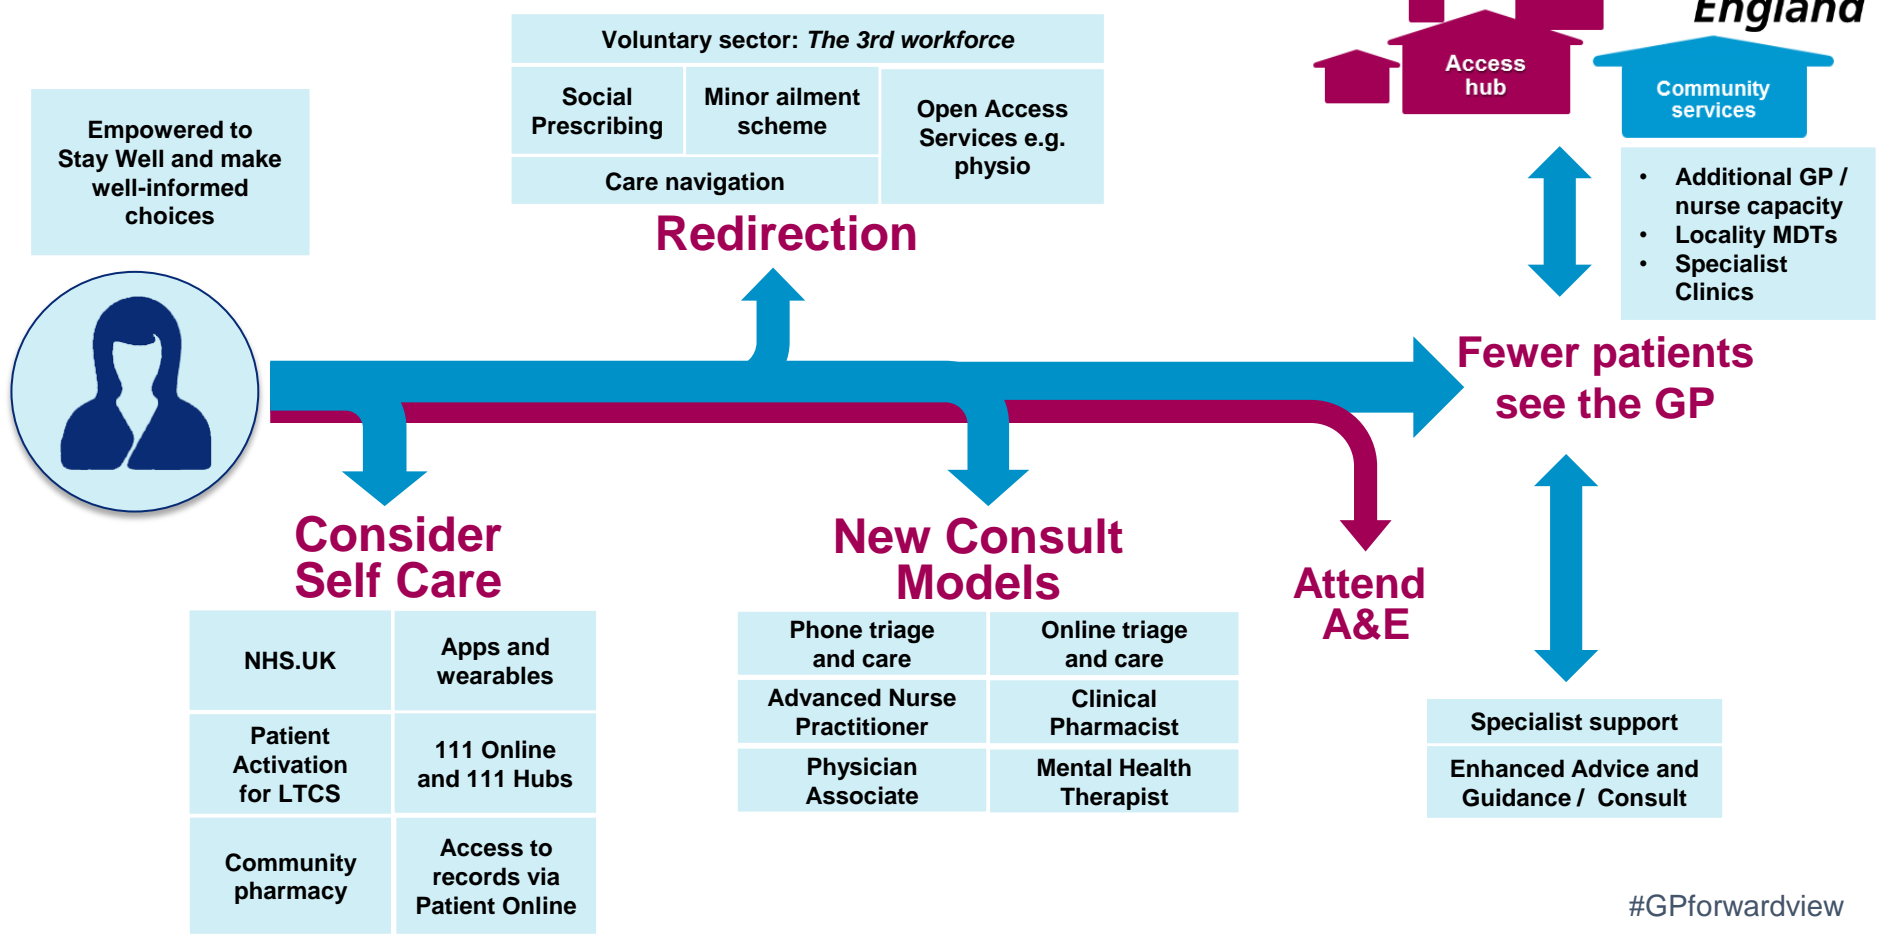 England
Voluntary sector: The 3rd workforce
Social
Prescribing
Minor ailment
scheme
Open Access
Services e.g.
physio
Care navigation
Redirection
Access
hub
Community
services
Empowered to
Stay Well and make
well-informed
choices
• Additional GP /
nurse capacity
• Locality MDTs
• Specialist
Clinics
Fewer patients
see the GP
Consider
Self Care
NHS.UK
Apps and
wearables
Patient
Activation
for LTCS
111 Online
and 111 Hubs
Community
pharmacy
Access to
records via
Patient Online
New Consult
Models
Phone triage
and care
Online triage
and care
Advanced Nurse
Practitioner
Clinical
Pharmacist
Physician
Associate
Mental Health
Therapist
Attend
A&E
Specialist support
Enhanced Advice and
Guidance / Consult
#GPforwardview